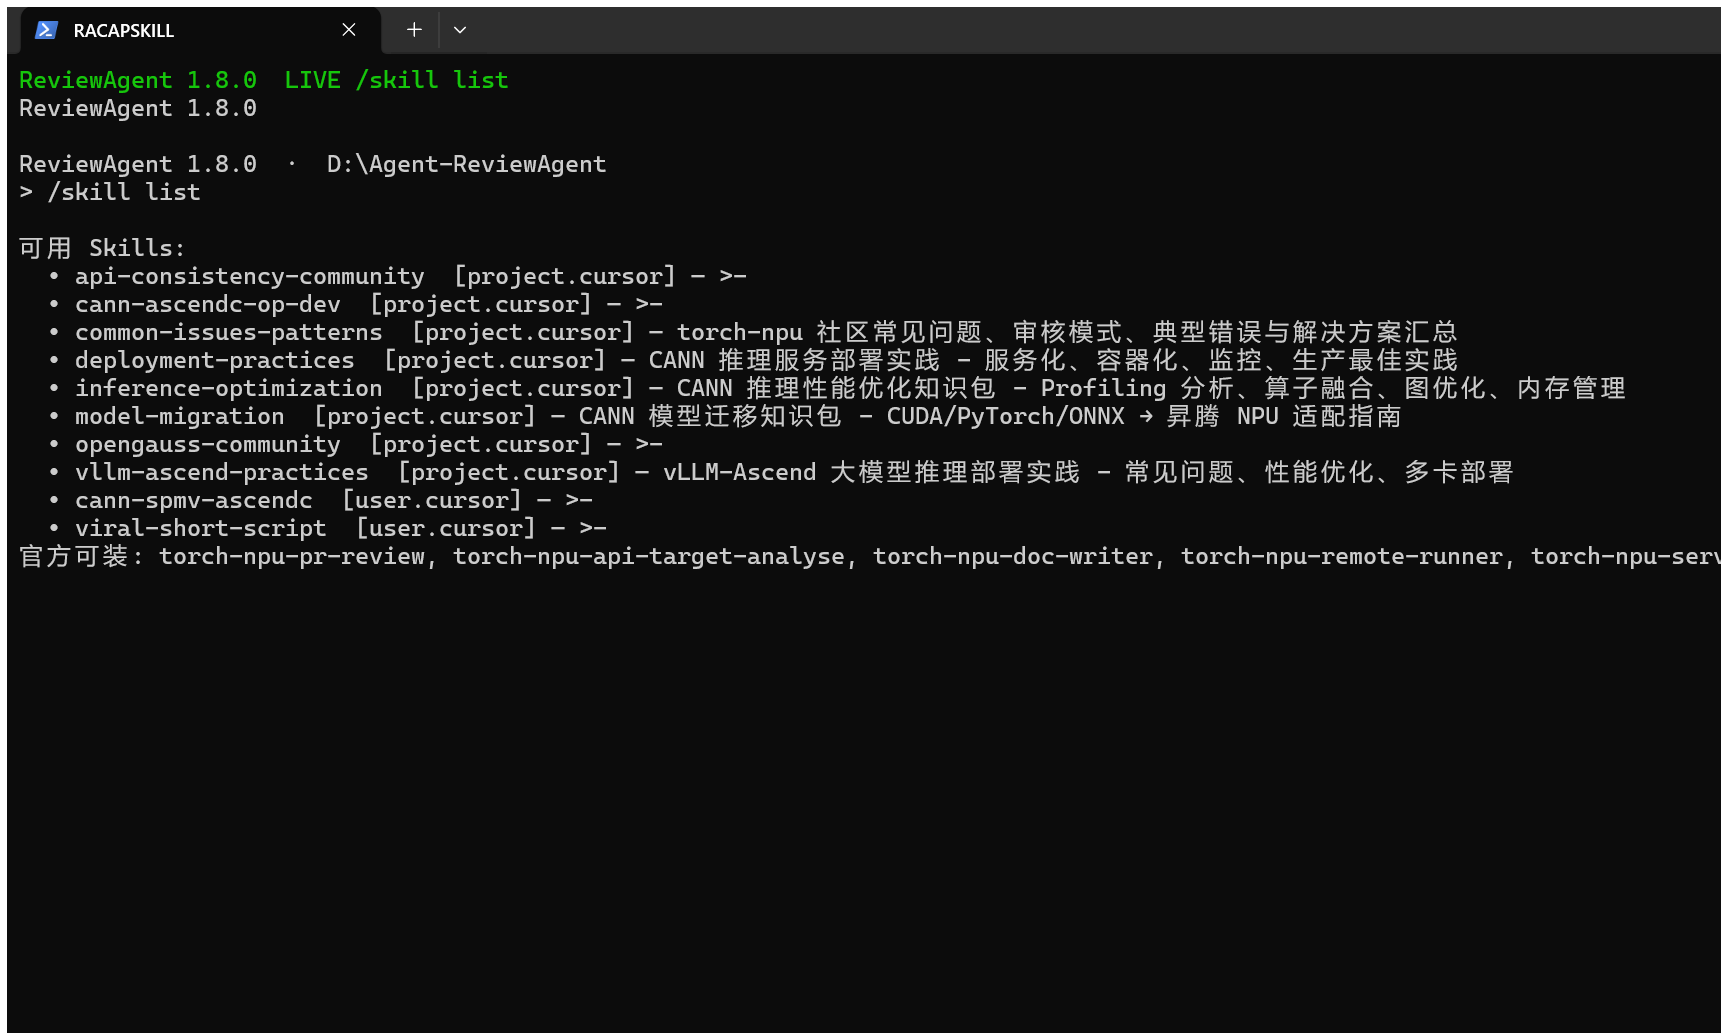 RACAPSKILL
ReviewAgent 1.8.0  LIVE /skill list
ReviewAgent 1.8.0
ReviewAgent 1.8.0  ·  D:\Agent-ReviewAgent
> /skill list
可用 Skills:
• api-consistency-community  [project.cursor] — >-
• cann-ascendc-op-dev  [project.cursor] — >-
• common-issues-patterns  [project.cursor] — torch-npu 社区常见问题、审核模式、典型错误与解决方案汇总
• deployment-practices  [project.cursor] — CANN 推理服务部署实践 - 服务化、容器化、监控、生产最佳实践
• inference-optimization  [project.cursor] — CANN 推理性能优化知识包 - Profiling 分析、算子融合、图优化、内存管理
• model-migration  [project.cursor] — CANN 模型迁移知识包 - CUDA/PyTorch/ONNX → 昇腾 NPU 适配指南
• opengauss-community  [project.cursor] — >-
• vllm-ascend-practices  [project.cursor] — vLLM-Ascend 大模型推理部署实践 - 常见问题、性能优化、多卡部署
• cann-spmv-ascendc  [user.cursor] — >-
• viral-short-script  [user.cursor] — >-
官方可装: torch-npu-pr-review, torch-npu-api-target-analyse, torch-npu-doc-writer, torch-npu-remote-runner, torch-npu-serv